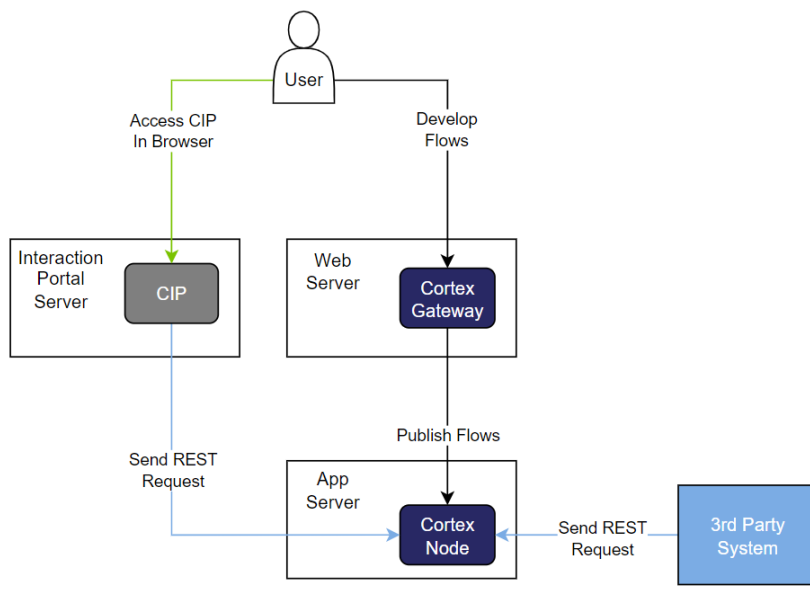 User
Access CIP
In Browser
Develop
Flows
Interaction
Portal
Server
CIP
Web
Server
Cortex
Gateway
Publish Flows
Send REST
Request
App
Server
Cortex
Node
Send REST
Request
3rd Party
System